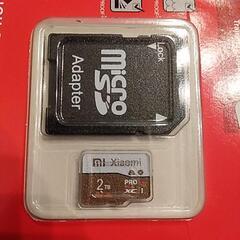 Lock
micro
SD
Adapter
mi Xiaomi
2TB
PRO
XC I